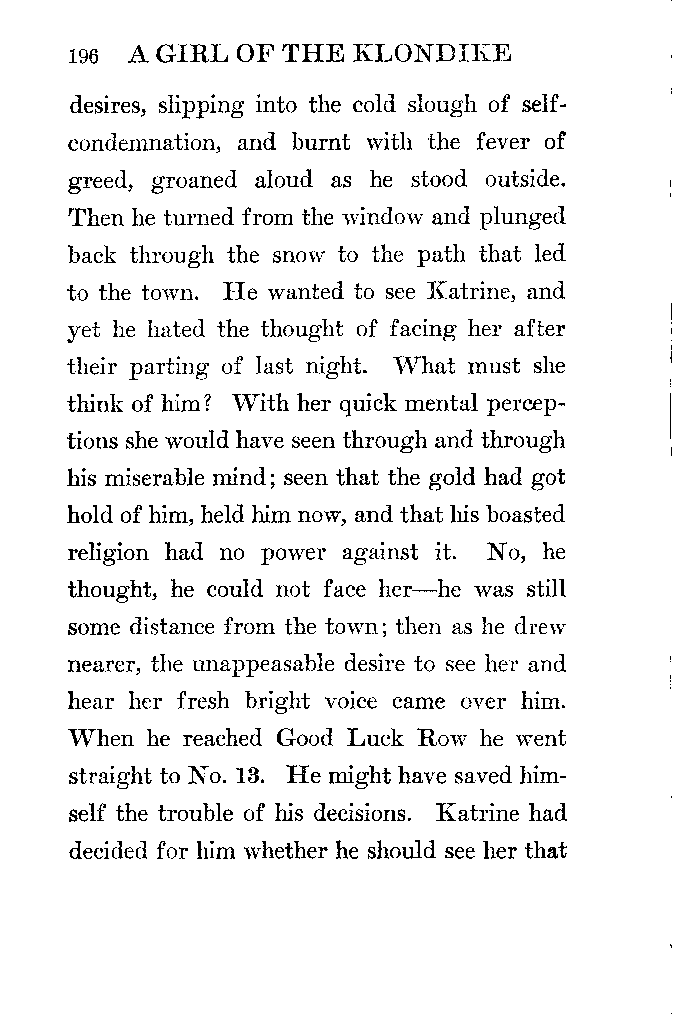 196 A GIRL OF THE KLONDIKE
desires, slipping into the cold slough of self-
condemnation, and burnt with the fever of
greed, groaned aloud as he stood outside.
Then he turned from the window and plunged
back through the snow to the path that led
to the town. He wanted to see Katrine, and
yet he hated the thought of facing her after
their parting of last night. What must she
think of him? With her quick mental percep-
tions she would have seen through and through
his miserable mind; seen that the gold had got
hold of him, held him now, and that his boasted
religion had no power against it. No, he
thought, he could not face her—he was still
some distance from the town; then as he drew
nearer, the unappeasable desire to see her and
hear her fresh bright voice came over him.
When he reached Good Luck Row he went
straight to No. 13. He might have saved him-
self the trouble of his decisions. Katrine had
decided for him whether he should see her that